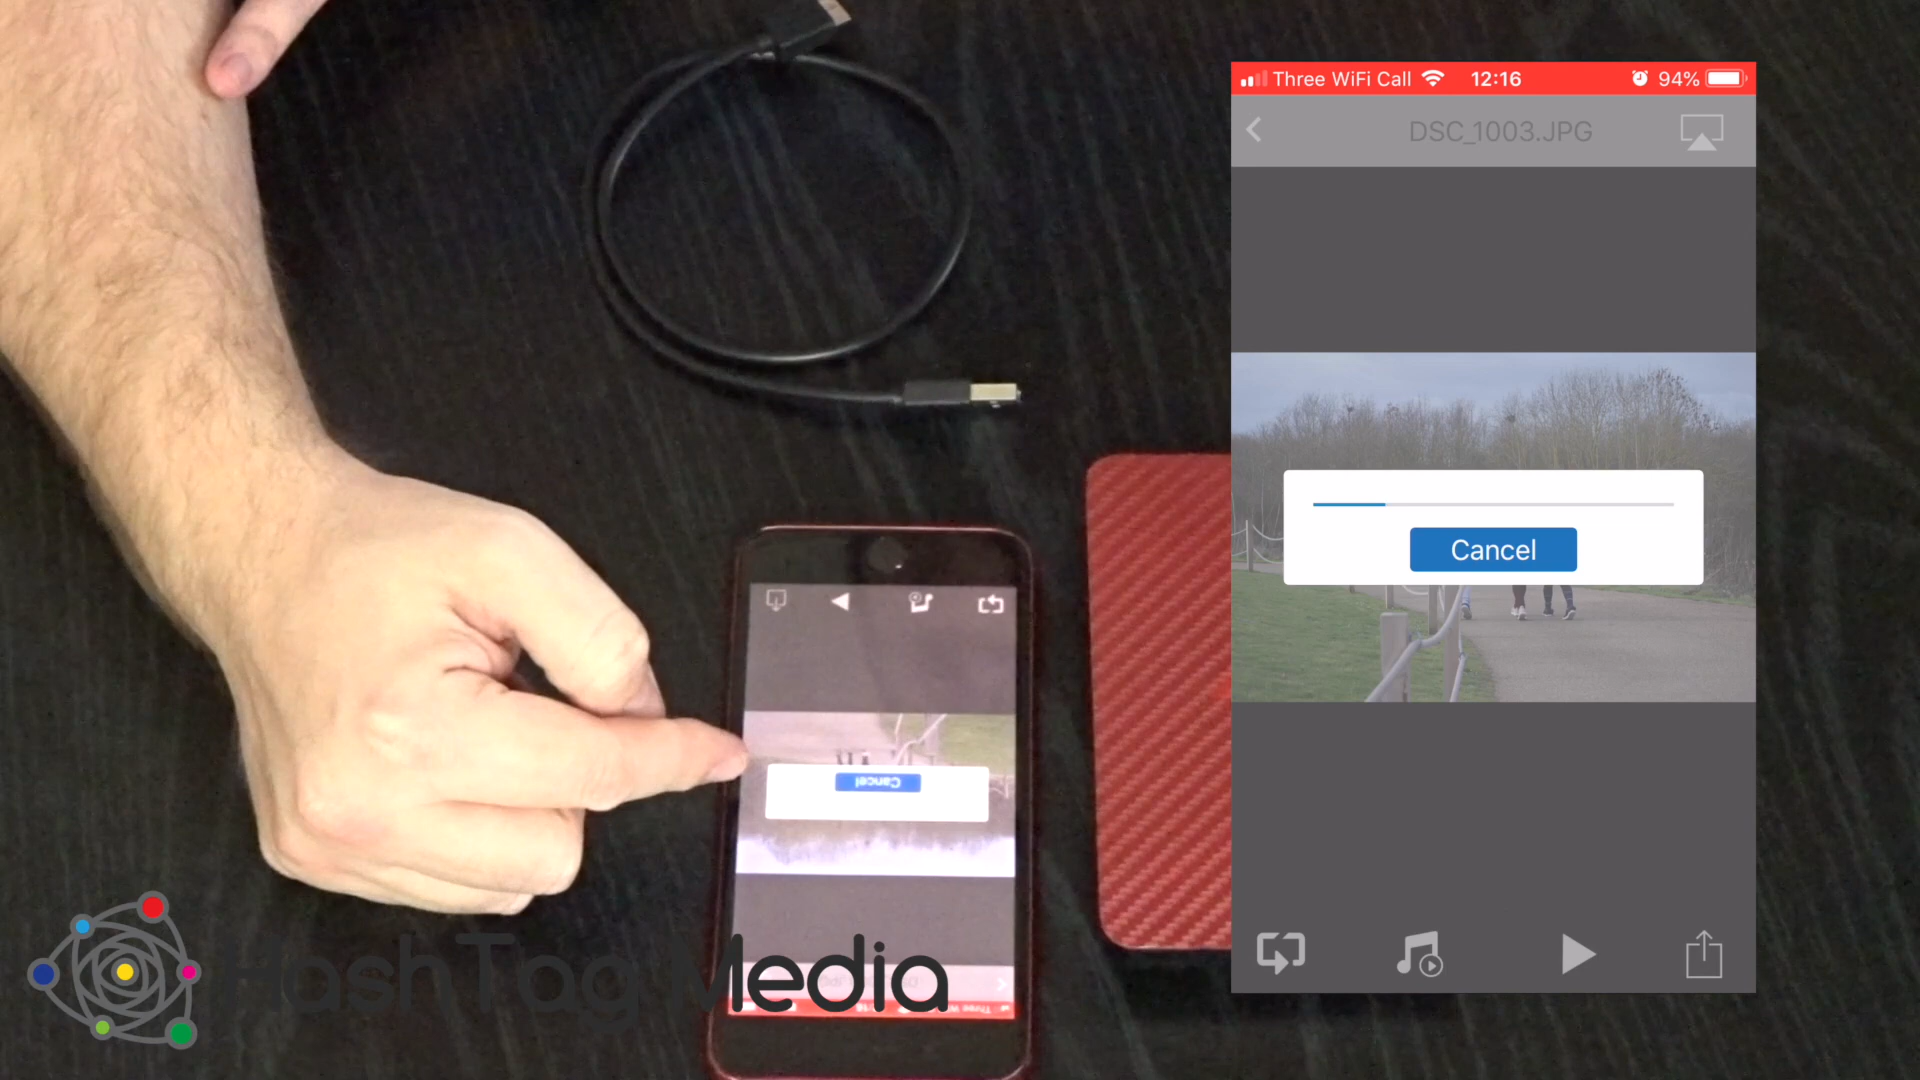 Three WiFi Call 12:16 94%
DSC_1003.JPG
Cancel
Cancel
HashTag Media